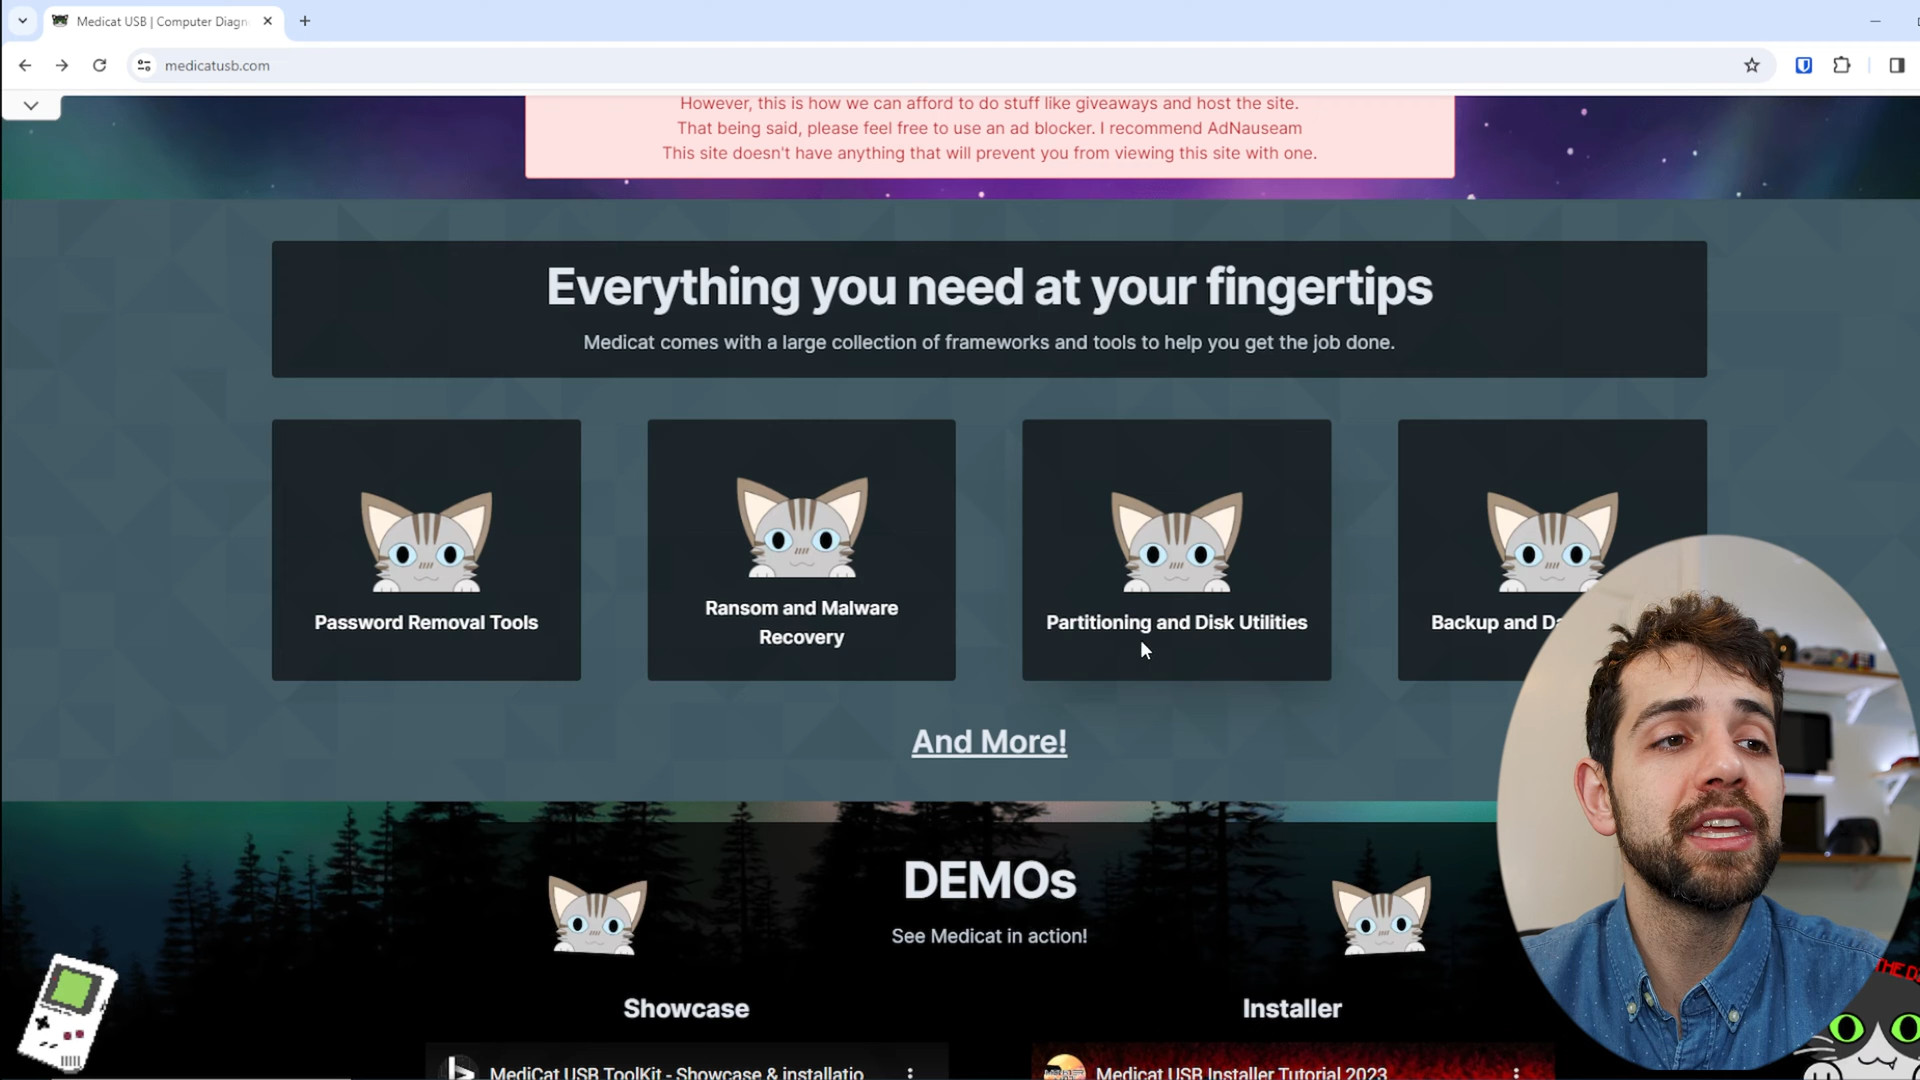 Medicat USB | Computer Diagn
medicatusb.com
However, this is how we can afford to do stuff like giveaways and host the site.
That being said, please feel free to use an ad blocker. I recommend AdNauseam
This site doesn't have anything that will prevent you from viewing this site with one.
Everything you need at your fingertips
Medicat comes with a large collection of frameworks and tools to help you get the job done.
Password Removal Tools
Ransom and Malware
Recovery
Partitioning and Disk Utilities
Backup and
And More!
DEMOs
See Medicat in action!
Showcase
Installer
MediCat USB ToolKit - Showcase & installatio
Medicat USB Installer Tutorial 2023